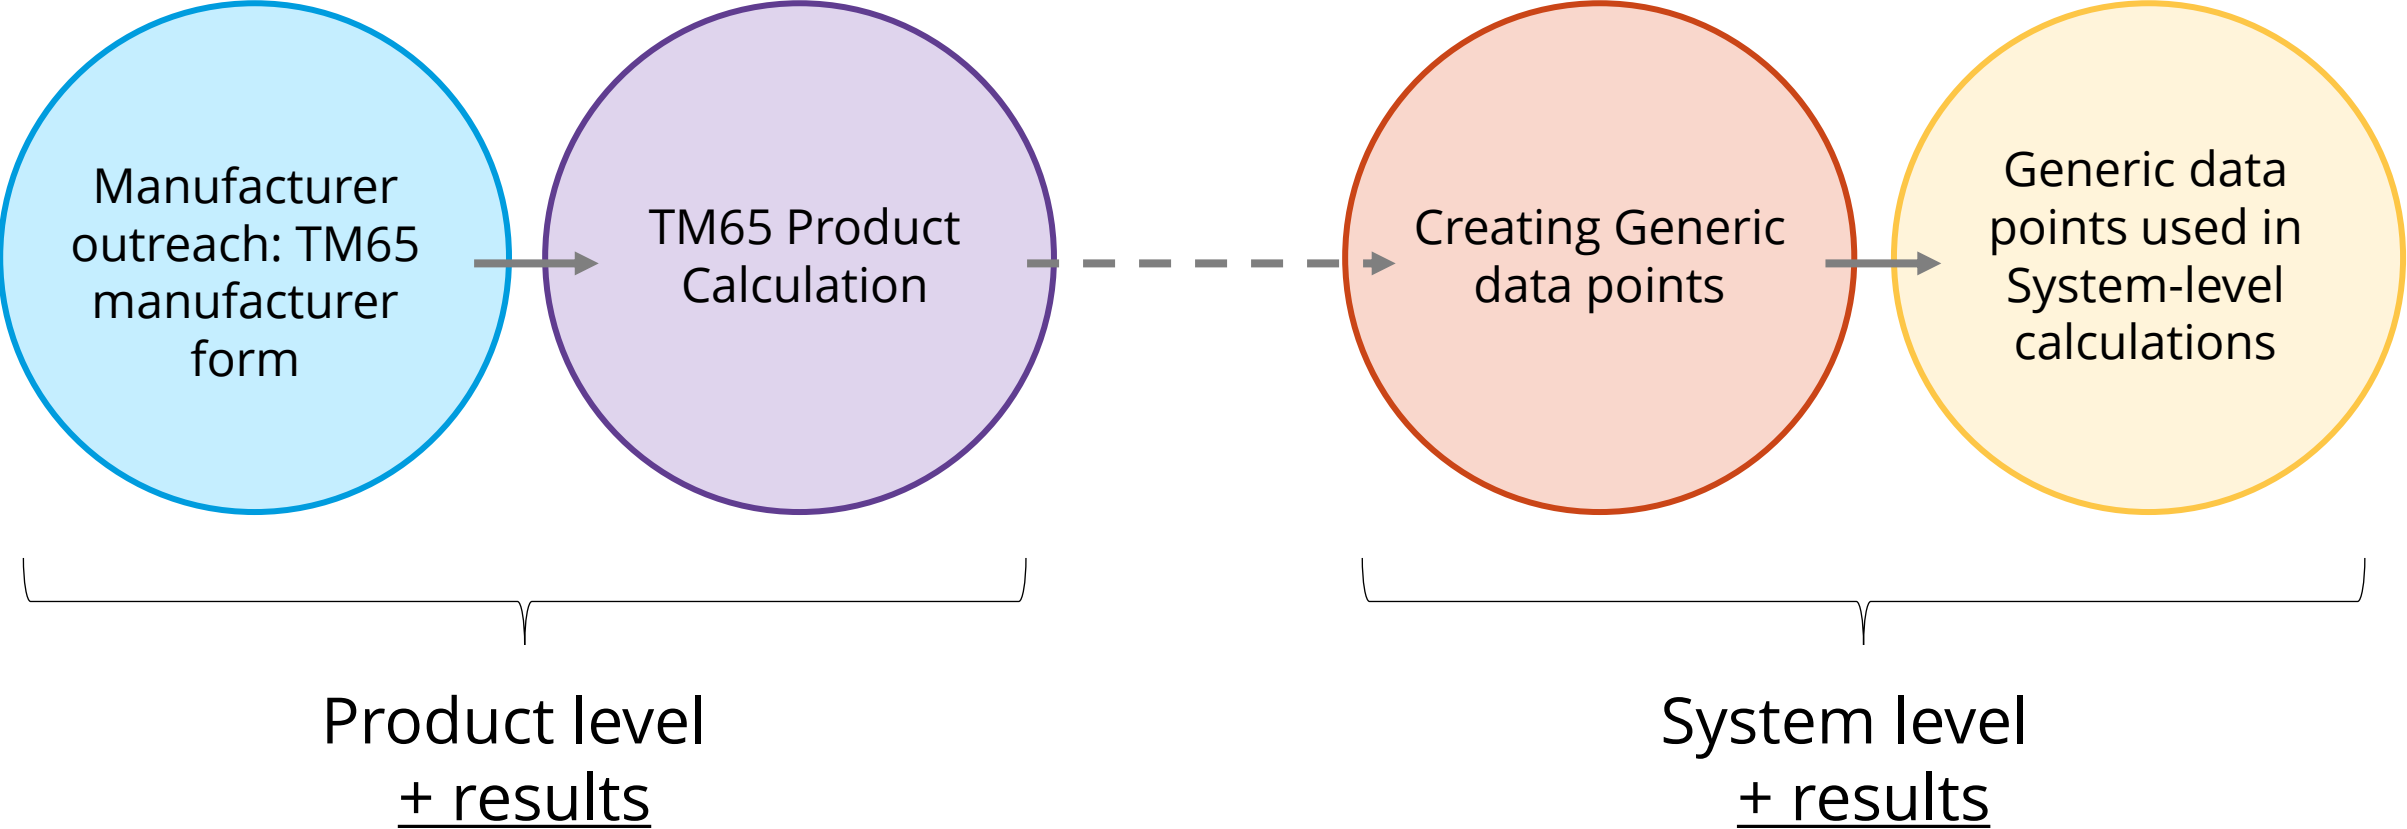 Manufacturer
outreach: TM65
manufacturer
form
TM65 Product
Calculation
Creating Generic
data points
Generic data
points used in
System-level
calculations
Product level
+ results
System level
+ results